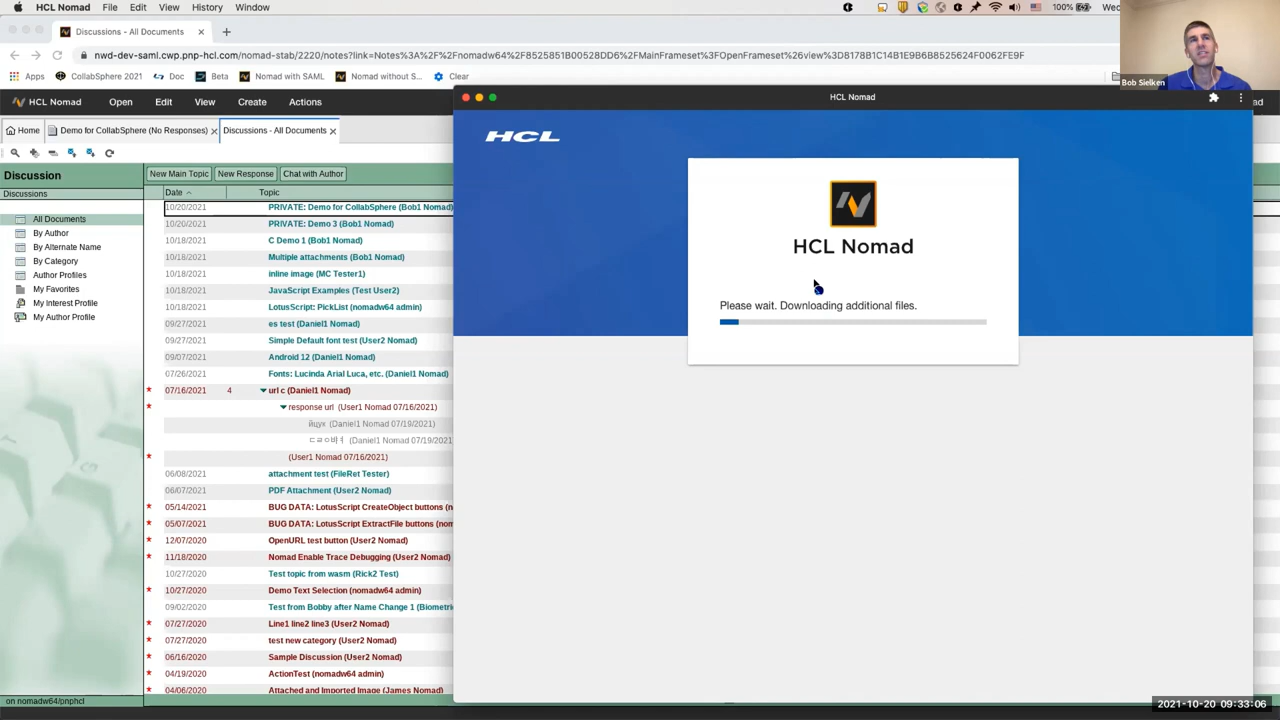 HCL Nomad File Edit View History Window 100% Wed
Discussions - All Documents
nwd-dev-saml.cwp.pnp-hcl.com/nomad-stab/2220/notes?link=Notes%3A%2F%2Fnomadw64%2F8525851B00528DD6%2FMainFrameset%3FOpenFrameset%26view%3D8178B1C14B1E9B6B8525624F0062FE9F
Apps CollabSphere 2021 Doc Beta Nomad with SAML Nomad without S... Clear
Bob Sielken
HCL Nomad Open Edit View Create Actions
HCL Nomad
Home Demo for CollabSphere (No Responses) Discussions - All Documents
HCL
Discussion
New Main Topic New Response Chat with Author
Discussions
Date Topic
All Documents
By Author
By Alternate Name
By Category
Author Profiles
My Favorites
My Interest Profile
My Author Profile
10/20/2021 PRIVATE: Demo for CollabSphere (Bob1 Nomad)
10/20/2021 PRIVATE: Demo 3 (Bob1 Nomad)
10/18/2021 C Demo 1 (Bob1 Nomad)
10/18/2021 Multiple attachments (Bob1 Nomad)
10/18/2021 inline image (MC Tester1)
10/18/2021 JavaScript Examples (Test User2)
10/18/2021 LotusScript: PickList (nomadw64 admin)
09/27/2021 es test (Daniel1 Nomad)
09/27/2021 Simple Default font test (User2 Nomad)
09/07/2021 Android 12 (Daniel1 Nomad)
07/26/2021 Fonts: Lucinda Arial Luca, etc. (Daniel1 Nomad)
07/16/2021 4 url c (Daniel1 Nomad)
response url (User1 Nomad 07/16/2021)
йцук (Daniel1 Nomad 07/19/2021)
(Daniel1 Nomad 07/19/2021
(User1 Nomad 07/16/2021)
06/08/2021 attachment test (FileRet Tester)
06/07/2021 PDF Attachment (User2 Nomad)
05/14/2021 BUG DATA: LotusScript CreateObject buttons (n
05/07/2021 BUG DATA: LotusScript ExtractFile buttons (nom
12/07/2020 OpenURL test button (User2 Nomad)
11/18/2020 Nomad Enable Trace Debugging (User2 Nomad)
10/27/2020 Test topic from wasm (Rick2 Test)
10/27/2020 Demo Text Selection (nomadw64 admin)
09/02/2020 Test from Bobby after Name Change 1 (Biometri
07/27/2020 Line1 line2 line3 (User2 Nomad)
07/27/2020 test new category (User2 Nomad)
06/16/2020 Sample Discussion (User2 Nomad)
04/19/2020 ActionTest (nomadw64 admin)
04/06/2020 Attached and Imported Image (James Nomad)
on nomadw64/pnphcl
HCL Nomad
Please wait. Downloading additional files.
2021-10-20 09:33:06